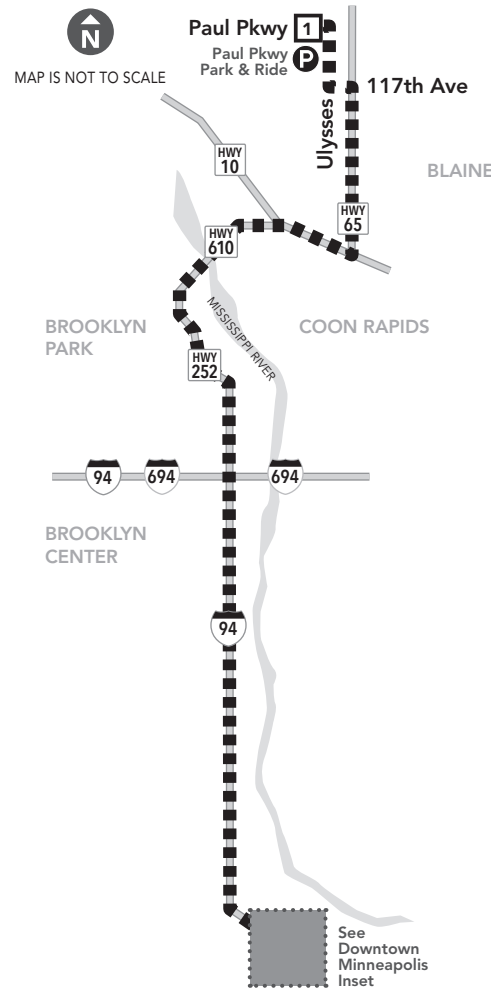 N
MAP IS NOT TO SCALE
Paul Pkwy
1
Paul Pkwy
Park & Ride
P
Ulysses
117th Ave
BLAINE
HWY
10
HWY
65
HWY
610
MISSISSIPPI RIVER
BROOKLYN
PARK
COON RAPIDS
HWY
252
94
694
694
BROOKLYN
CENTER
94
See
Downtown
Minneapolis
Inset